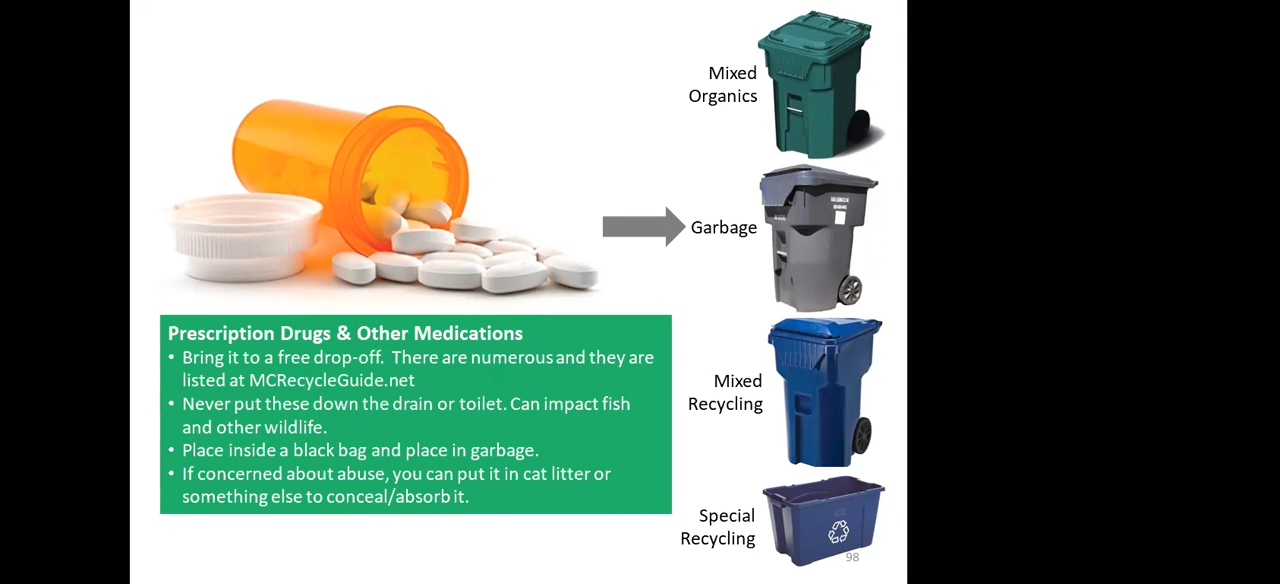 Mixed
Organics
Garbage
Prescription Drugs & Other Medications
• Bring it to a free drop-off. There are numerous and they are
listed at MCRecycleGuide.net
• Never put these down the drain or toilet. Can impact fish
and other wildlife.
• Place inside a black bag and place in garbage.
• If concerned about abuse, you can put it in cat litter or
something else to conceal/absorb it.
Mixed
Recycling
Special
Recycling
98